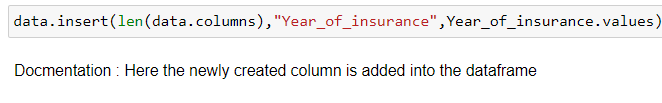 data.insert(len(data.columns),"Year_of_insurance",Year_of_insurance.values)
Docmentation : Here the newly created column is added into the dataframe